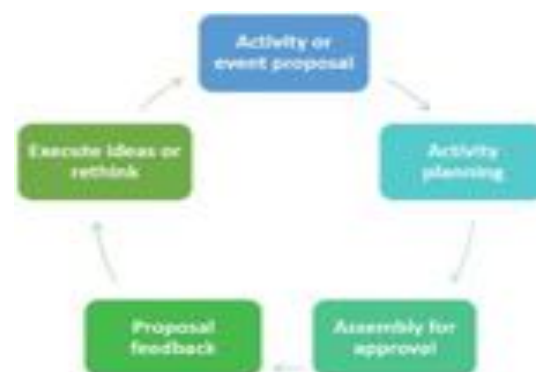 Activity or
event proposal
Activity
planning
Assembly for
approval
Proposal
feedback
Execute ideas or
rethink